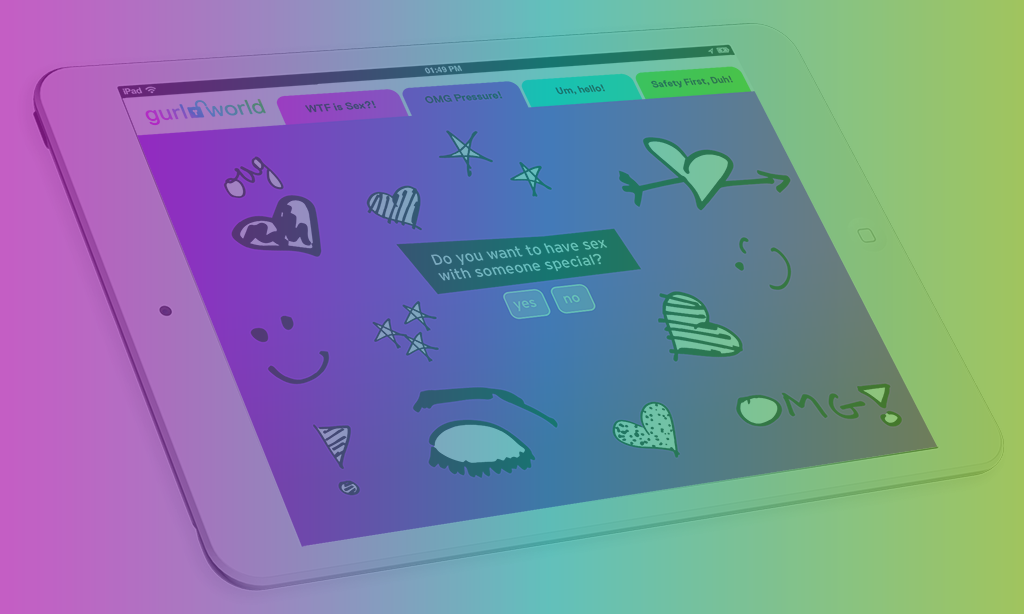 iPad
01:49 PM
gurl world
WTF is Sex?!
OMG Pressure!
Um, hello!
Safety First, Duh!
Do you want to have sex
with someone special?
yes no
OMG!